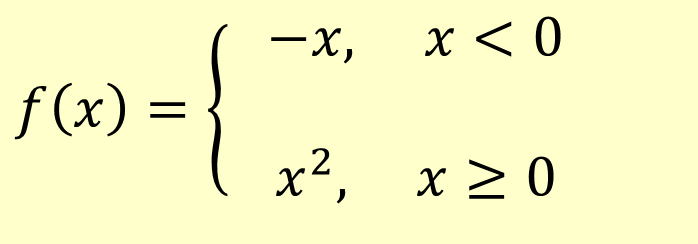 −x, x < 0
f(x) = {
x², x ≥ 0